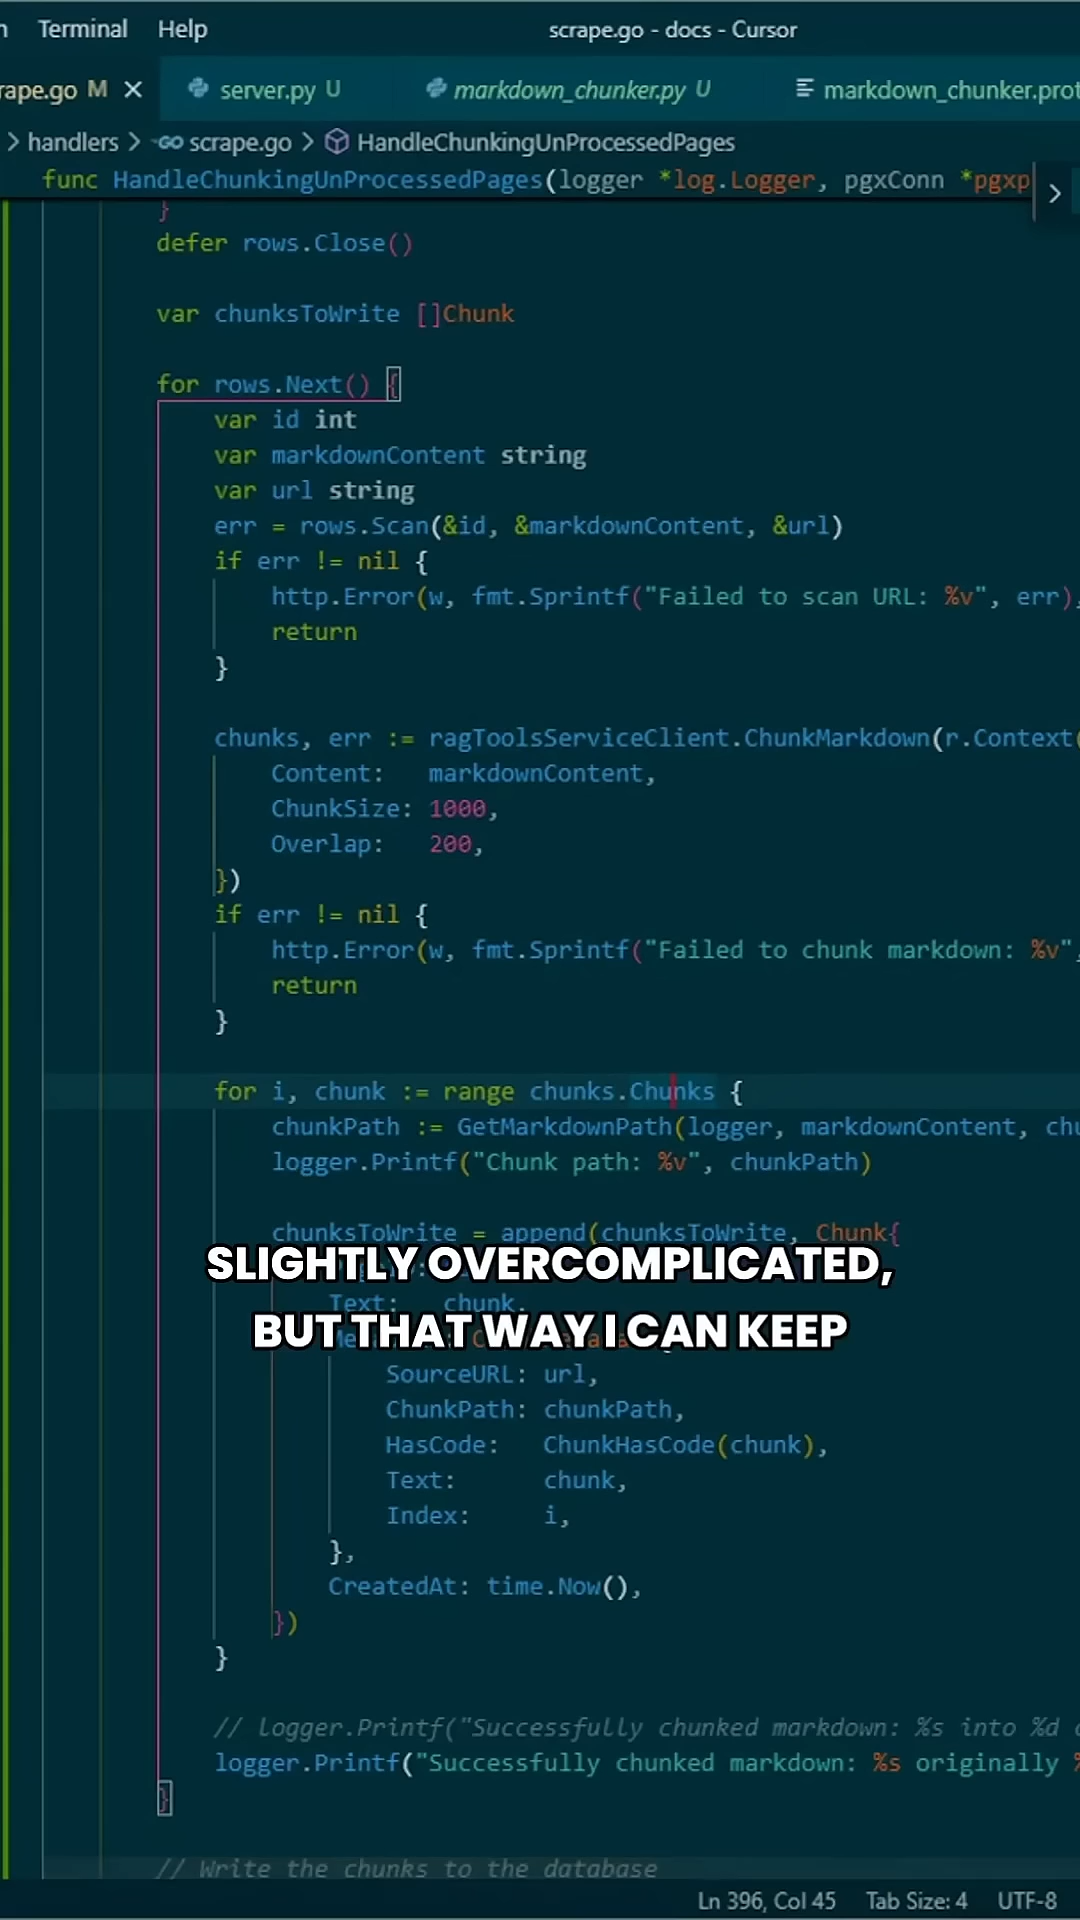 Terminal Help scrape.go - docs - Cursor
rape.go M × server.py U markdown_chunker.py U markdown_chunker.prot
> handlers > scrape.go > HandleChunkingUnProcessedPages
func HandleChunkingUnProcessedPages(logger *log.Logger, pgxConn *pgxp
}
defer rows.Close()
var chunksToWrite []Chunk
for rows.Next() {
var id int
var markdownContent string
var url string
err = rows.Scan(&id, &markdownContent, &url)
if err != nil {
http.Error(w, fmt.Sprintf("Failed to scan URL: %v", err),
return
}
chunks, err := ragToolsServiceClient.ChunkMarkdown(r.Context(
Content: markdownContent,
ChunkSize: 1000,
Overlap: 200,
})
if err != nil {
http.Error(w, fmt.Sprintf("Failed to chunk markdown: %v",
return
}
for i, chunk := range chunks.Chunks {
chunkPath := GetMarkdownPath(logger, markdownContent, chu
logger.Printf("Chunk path: %v", chunkPath)
chunksToWrite = append(chunksToWrite, Chunk{
SLIGHTLY OVERCOMPLICATED,
Text: chunk,
BUT THAT WAY I CAN KEEP
SourceURL: url,
ChunkPath: chunkPath,
HasCode: ChunkHasCode(chunk),
Text: chunk,
Index: i,
},
CreatedAt: time.Now(),
})
}
// logger.Printf("Successfully chunked markdown: %s into %d c
logger.Printf("Successfully chunked markdown: %s originally %
}
// Write the chunks to the database
Ln 396, Col 45 Tab Size: 4 UTF-8